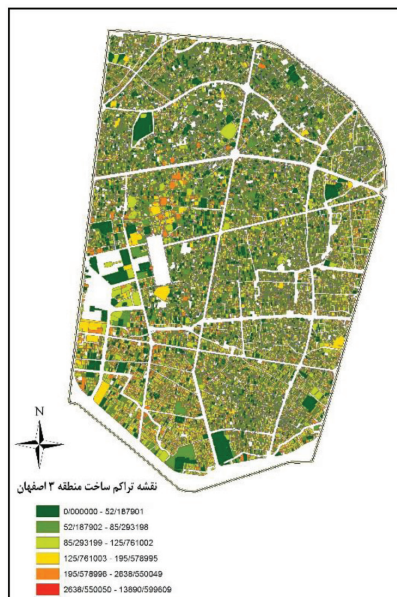 N
نقشه تراکم ساخت منطقه ۳ اصفهان
0/000000 - 52/187901
52/187902 - 85/293198
85/293199 - 125/761002
125/761003 - 195/578995
195/578996 - 2638/550049
2638/550050 - 13890/599609